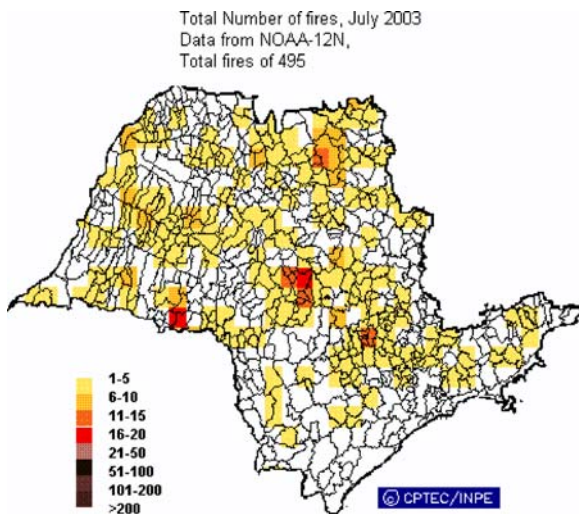 Total Number of fires, July 2003
Data from NOAA-12N,
Total fires of 495
1-5
6-10
11-15
16-20
21-50
51-100
101-200
>200
© CPTEC/INPE